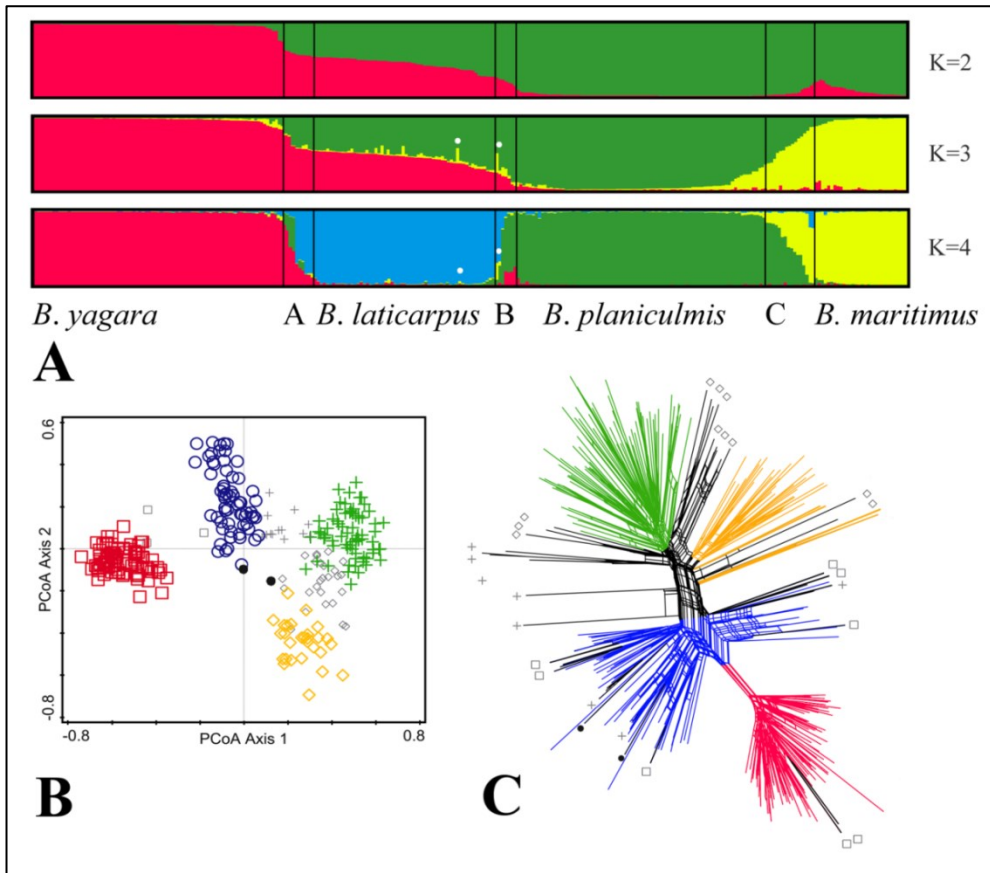 K=2
K=3
K=4
B. yagara A B. laticarpus B B. planiculmis C B. maritimus
A
0.6
PCoA Axis 2
-0.8
-0.8 PCoA Axis 1 0.8
B
C